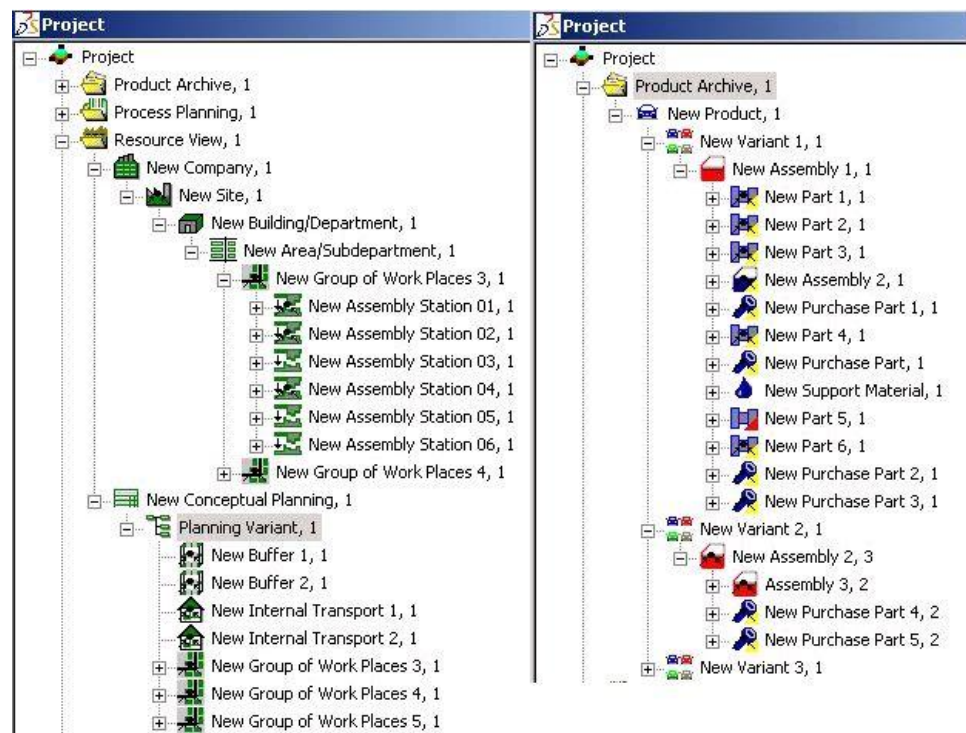 Project
Project
Product Archive, 1
Process Planning, 1
Resource View, 1
New Company, 1
New Site, 1
New Building/Department, 1
New Area/Subdepartment, 1
New Group of Work Places 3, 1
New Assembly Station 01, 1
New Assembly Station 02, 1
New Assembly Station 03, 1
New Assembly Station 04, 1
New Assembly Station 05, 1
New Assembly Station 06, 1
New Group of Work Places 4, 1
New Conceptual Planning, 1
Planning Variant, 1
New Buffer 1, 1
New Buffer 2, 1
New Internal Transport 1, 1
New Internal Transport 2, 1
New Group of Work Places 3, 1
New Group of Work Places 4, 1
New Group of Work Places 5, 1
Project
Project
Product Archive, 1
New Product, 1
New Variant 1, 1
New Assembly 1, 1
New Part 1, 1
New Part 2, 1
New Part 3, 1
New Assembly 2, 1
New Purchase Part 1, 1
New Part 4, 1
New Purchase Part, 1
New Support Material, 1
New Part 5, 1
New Part 6, 1
New Purchase Part 2, 1
New Purchase Part 3, 1
New Variant 2, 1
New Assembly 2, 3
Assembly 3, 2
New Purchase Part 4, 2
New Purchase Part 5, 2
New Variant 3, 1